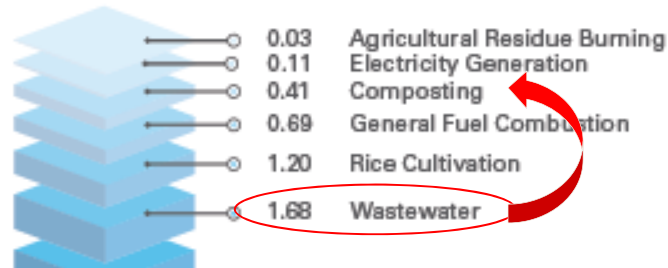 0.03 Agricultural Residue Burning
0.11 Electricity Generation
0.41 Composting
0.69 General Fuel Combustion
1.20 Rice Cultivation
1.68 Wastewater